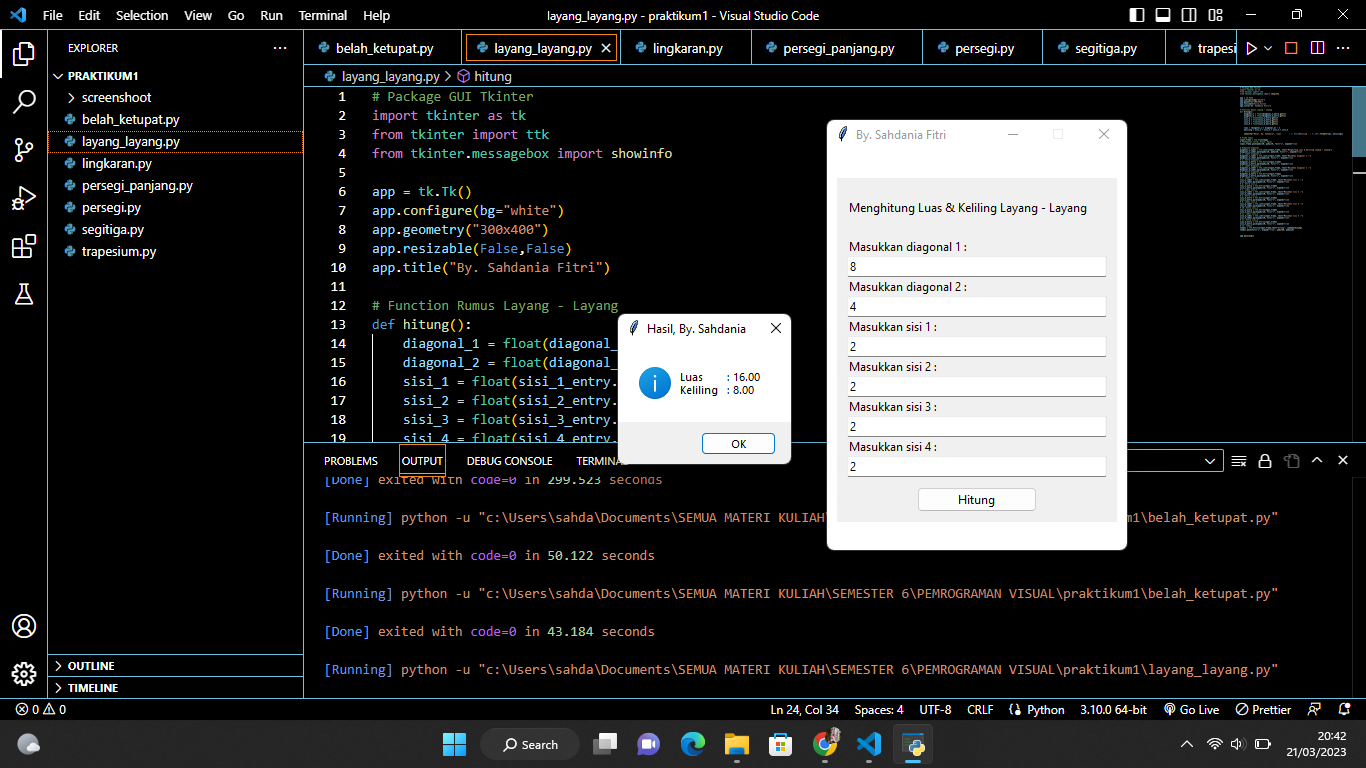 File Edit Selection View Go Run Terminal Help
layang_layang.py - praktikum1 - Visual Studio Code
EXPLORER
PRAKTIKUM1
screenshoot
belah_ketupat.py
layang_layang.py
lingkaran.py
persegi_panjang.py
persegi.py
segitiga.py
trapesium.py
OUTLINE
TIMELINE
belah_ketupat.py layang_layang.py lingkaran.py persegi_panjang.py persegi.py segitiga.py trapesi
layang_layang.py > hitung
1 # Package GUI Tkinter
2 import tkinter as tk
3 from tkinter import ttk
4 from tkinter.messagebox import showinfo
5
6 app = tk.Tk()
7 app.configure(bg="white")
8 app.geometry("300x400")
9 app.resizable(False,False)
10 app.title("By. Sahdania Fitri")
11
12 # Function Rumus Layang - Layang
13 def hitung():
14 diagonal_1 = float(diagonal_
15 diagonal_2 = float(diagonal_
16 sisi_1 = float(sisi_1_entry.
17 sisi_2 = float(sisi_2_entry.
18 sisi_3 = float(sisi_3_entry.
19 sisi_4 = float(sisi_4_entry.
Hasil, By. Sahdania
Luas : 16.00
Keliling : 8.00
OK
By. Sahdania Fitri
Menghitung Luas & Keliling Layang - Layang
Masukkan diagonal 1 :
8
Masukkan diagonal 2 :
4
Masukkan sisi 1 :
2
Masukkan sisi 2 :
2
Masukkan sisi 3 :
2
Masukkan sisi 4 :
2
Hitung
PROBLEMS OUTPUT DEBUG CONSOLE TERMINA
[Done] exited with code=0 in 299.523 seconds
[Running] python -u "c:\Users\sahda\Documents\SEMUA MATERI KULIAH\ m1\belah_ketupat.py"
[Done] exited with code=0 in 50.122 seconds
[Running] python -u "c:\Users\sahda\Documents\SEMUA MATERI KULIAH\SEMESTER 6\PEMROGRAMAN VISUAL\praktikum1\belah_ketupat.py"
[Done] exited with code=0 in 43.184 seconds
[Running] python -u "c:\Users\sahda\Documents\SEMUA MATERI KULIAH\SEMESTER 6\PEMROGRAMAN VISUAL\praktikum1\layang_layang.py"
0 0 Ln 24, Col 34 Spaces: 4 UTF-8 CRLF Python 3.10.0 64-bit Go Live Prettier
Search
20:42
21/03/2023